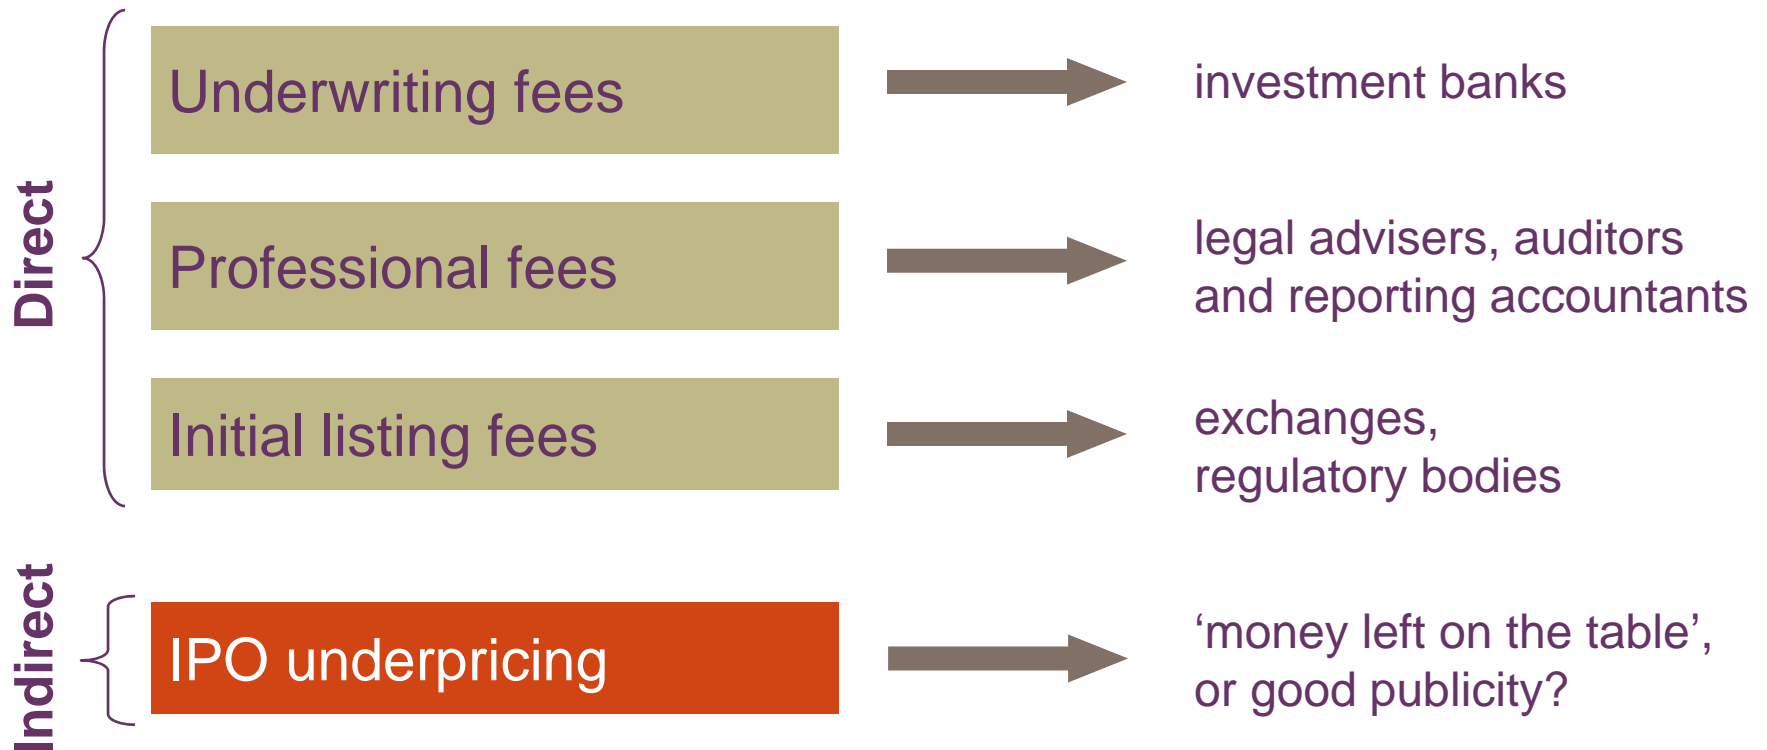 Direct
Underwriting fees
investment banks
Professional fees
legal advisers, auditors
and reporting accountants
Initial listing fees
exchanges,
regulatory bodies
Indirect
IPO underpricing
‘money left on the table’,
or good publicity?